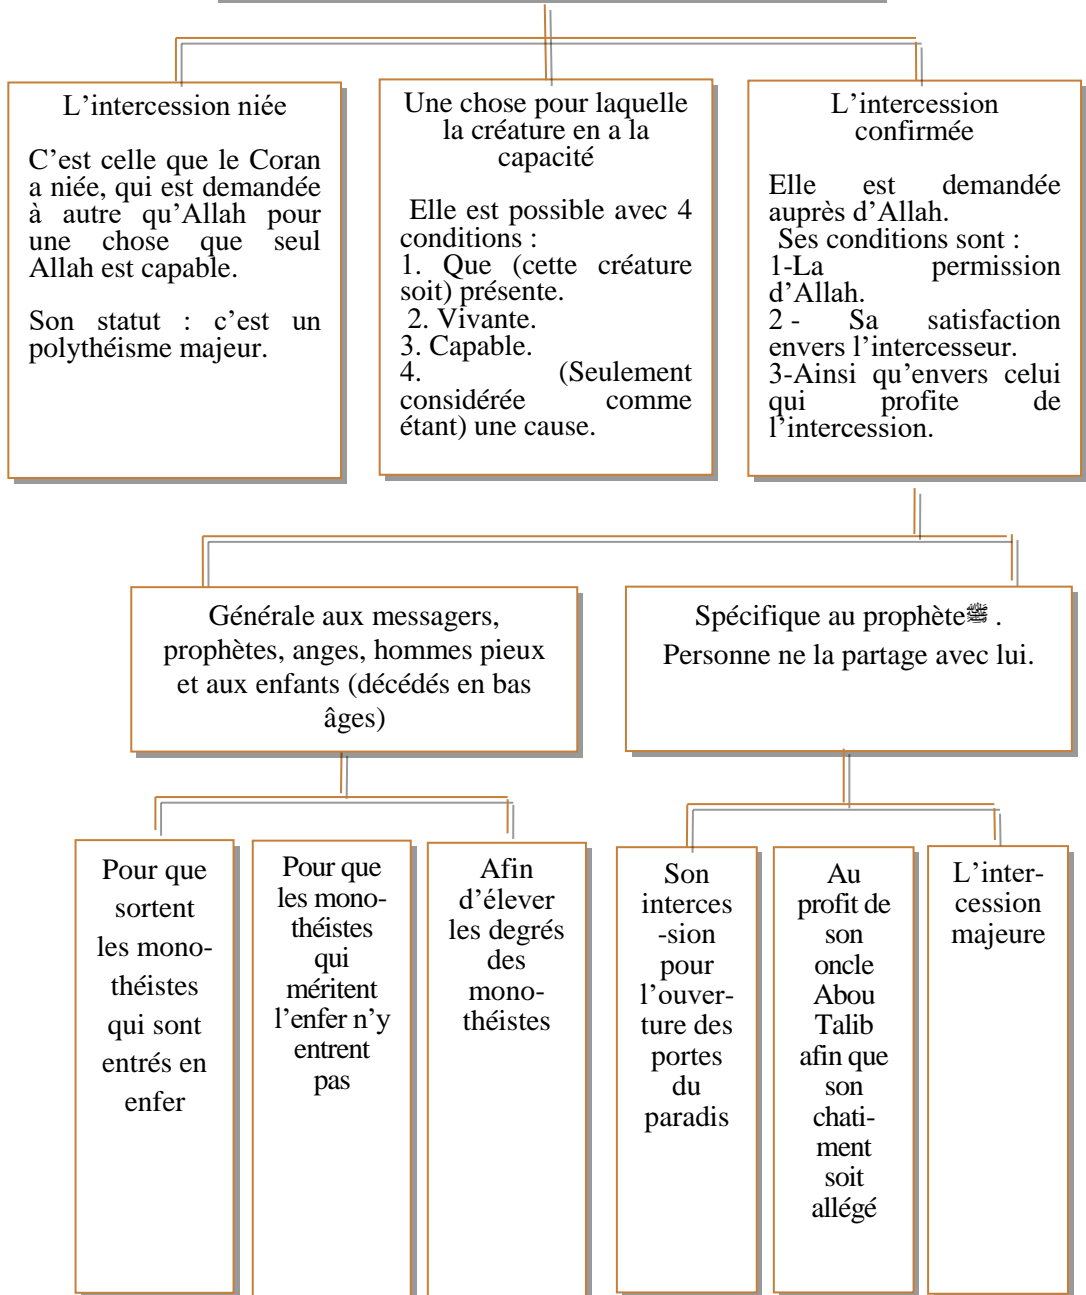 L’intercession niée
C’est celle que le Coran
a niée, qui est demandée
à autre qu’Allah pour
une chose que seul
Allah est capable.
Son statut : c’est un
polythéisme majeur.
Une chose pour laquelle
la créature en a la
capacité
Elle est possible avec 4
conditions :
1. Que (cette créature
soit) présente.
2. Vivante.
3. Capable.
4. (Seulement
considérée comme
étant) une cause.
L’intercession
confirmée
Elle est demandée
auprès d’Allah.
Ses conditions sont :
1-La permission
d’Allah.
2 - Sa satisfaction
envers l’intercesseur.
3-Ainsi qu’envers celui
qui profite de
l’intercession.
Générale aux messagers,
prophètes, anges, hommes pieux
et aux enfants (décédés en bas
âges)
Spécifique au prophète ﷺ .
Personne ne la partage avec lui.
Pour que
sortent
les mono-
théistes
qui sont
entrés en
enfer
Pour que
les mono-
théistes
qui
méritent
l’enfer n’y
entrent
pas
Afin
d’élever
les degrés
des
mono-
théistes
Son
interces
-sion
pour
l’ouver-
ture des
portes
du
paradis
Au
profit de
son
oncle
Abou
Talib
afin que
son
chati-
ment
soit
allégé
L’inter-
cession
majeure